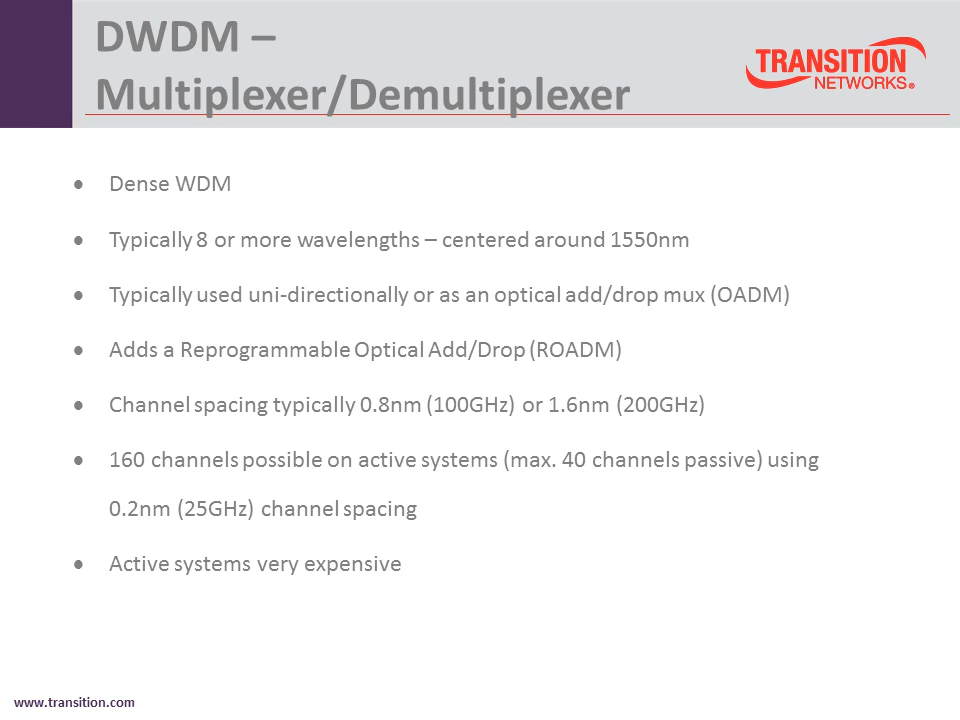 DWDM –
Multiplexer/Demultiplexer
TRANSITION
NETWORKS®
• Dense WDM
• Typically 8 or more wavelengths – centered around 1550nm
• Typically used uni-directionally or as an optical add/drop mux (OADM)
• Adds a Reprogrammable Optical Add/Drop (ROADM)
• Channel spacing typically 0.8nm (100GHz) or 1.6nm (200GHz)
• 160 channels possible on active systems (max. 40 channels passive) using
0.2nm (25GHz) channel spacing
• Active systems very expensive
www.transition.com